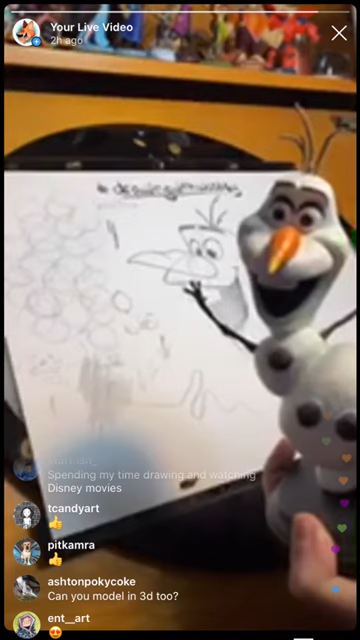 Your Live Video
2h ago
Spending my time drawing and watching
Disney movies
tcandyart
👍
pitkamra
👍
ashtonpokycoke
Can you model in 3d too?
ent__art
😍